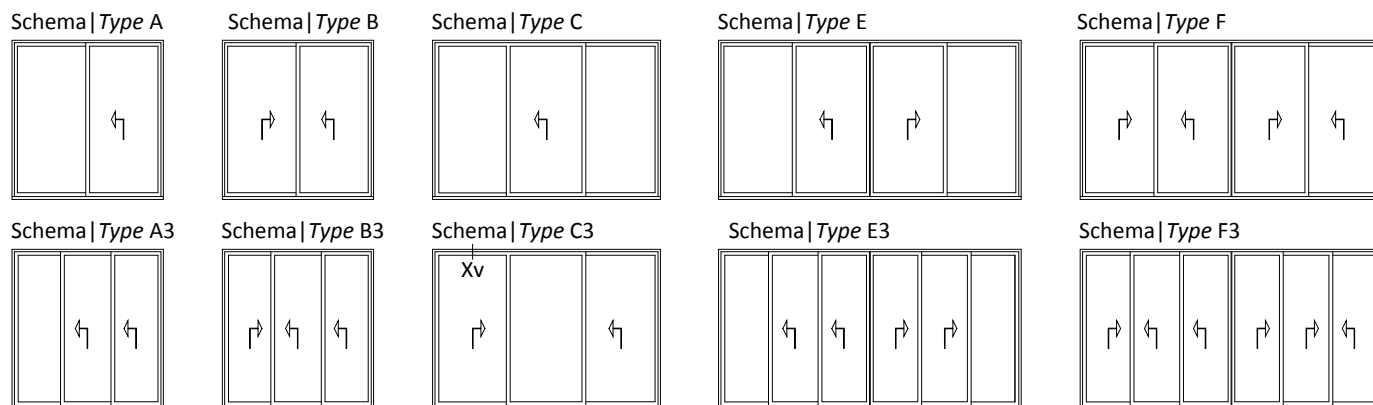 Schema|Type A
Schema|Type B
Schema|Type C
Schema|Type E
Schema|Type F
Schema|Type A3
Schema|Type B3
Schema|Type C3
Xv
Schema|Type E3
Schema|Type F3